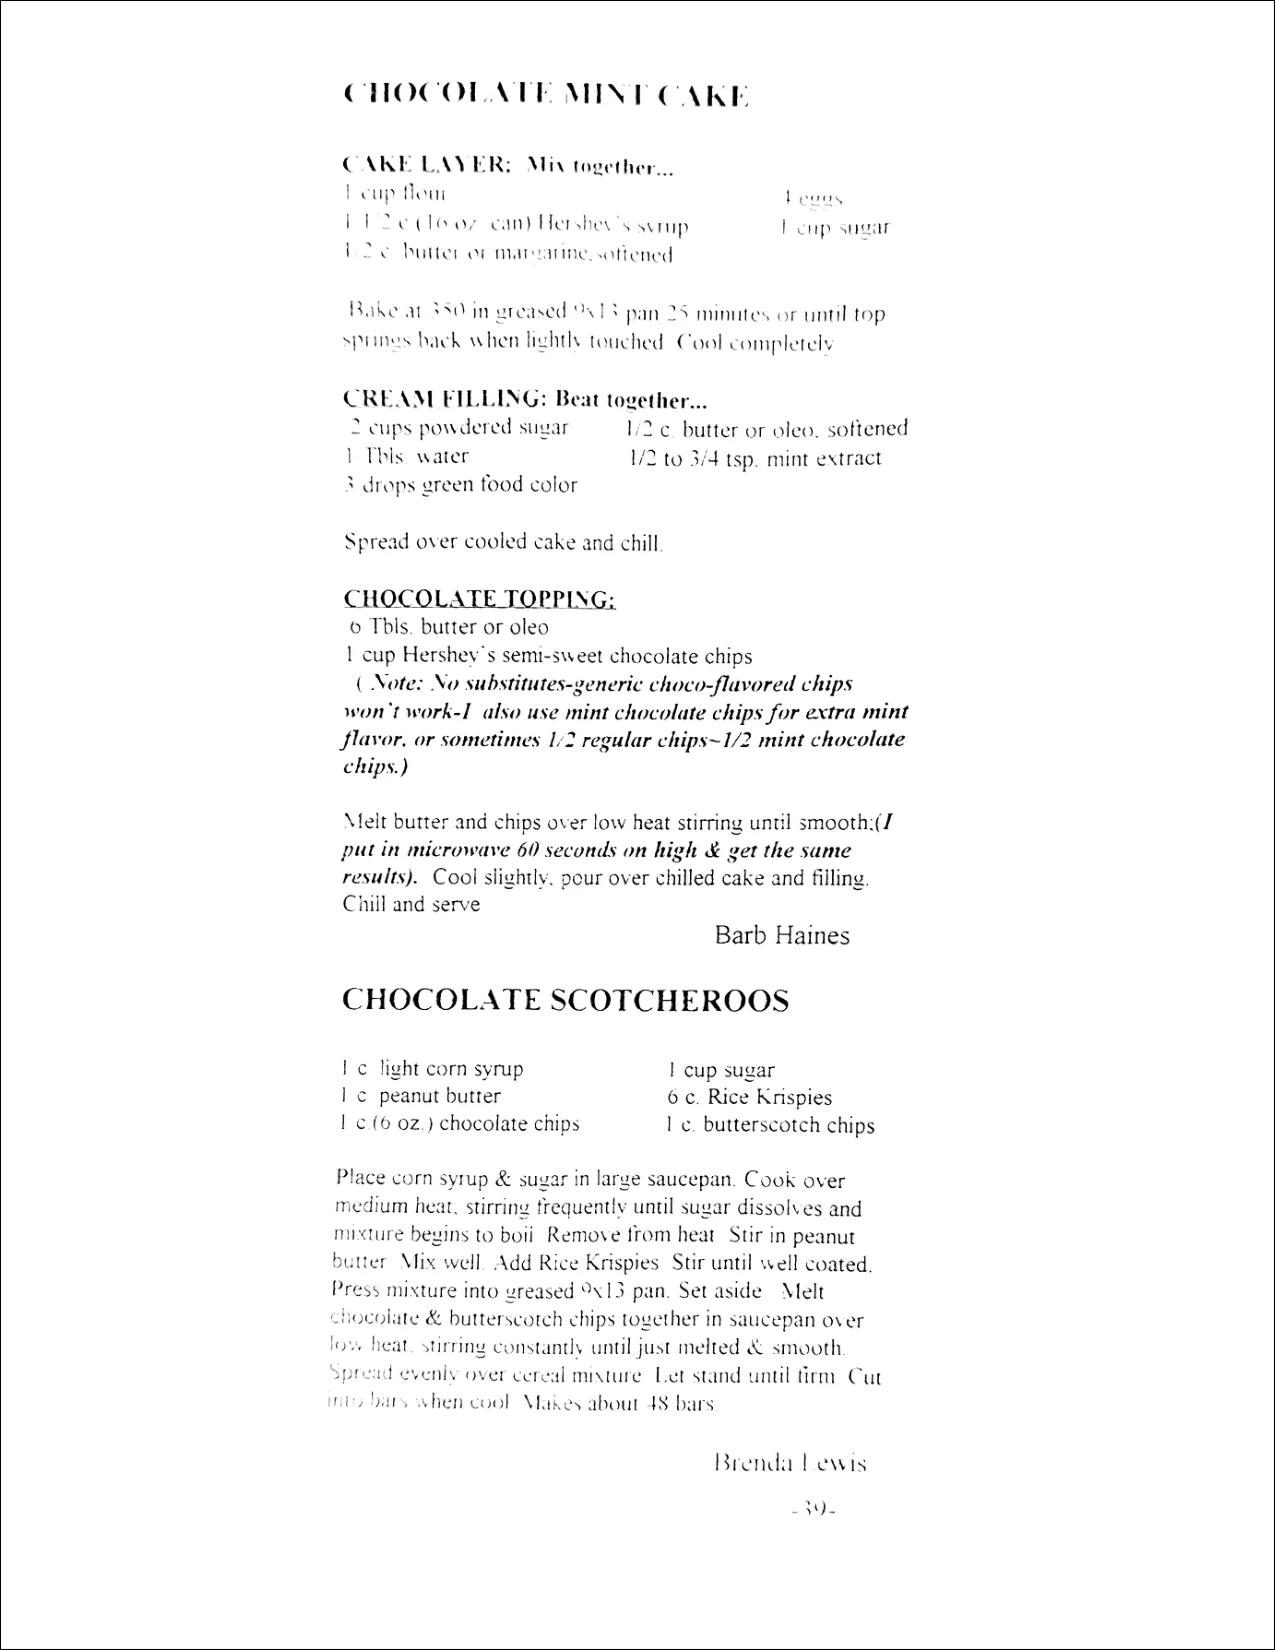 CHOCOLATE MINT CAKE
CAKE LAYER: Mix together...
1 cup flour 4 eggs
1 1/2 c (16 oz can) Hershey's syrup 1 cup sugar
1/2 c butter or margarine, softened
Bake at 350 in greased 9x13 pan 25 minutes or until top
springs back when lightly touched Cool completely
CREAM FILLING: Beat together...
2 cups powdered sugar 1/2 c. butter or oleo, softened
1 Tbls. water 1/2 to 3/4 tsp. mint extract
3 drops green food color
Spread over cooled cake and chill.
CHOCOLATE TOPPING:
6 Tbls. butter or oleo
1 cup Hershey's semi-sweet chocolate chips
( Note: No substitutes-generic choco-flavored chips
won't work-I also use mint chocolate chips for extra mint
flavor, or sometimes 1/2 regular chips~1/2 mint chocolate
chips.)
Melt butter and chips over low heat stirring until smooth;(I
put in microwave 60 seconds on high & get the same
results). Cool slightly, pour over chilled cake and filling.
Chill and serve
Barb Haines
CHOCOLATE SCOTCHEROOS
1 c light corn syrup 1 cup sugar
1 c peanut butter 6 c. Rice Krispies
1 c.(6 oz.) chocolate chips 1 c. butterscotch chips
Place corn syrup & sugar in large saucepan. Cook over
medium heat, stirring frequently until sugar dissolves and
mixture begins to boil Remove from heat Stir in peanut
butter Mix well. Add Rice Krispies Stir until well coated.
Press mixture into greased 9x13 pan. Set aside Melt
chocolate & butterscotch chips together in saucepan over
low heat, stirring constantly until just melted & smooth.
Spread evenly over cereal mixture Let stand until firm Cut
into bars when cool Makes about 48 bars.
Brenda Lewis
-39-